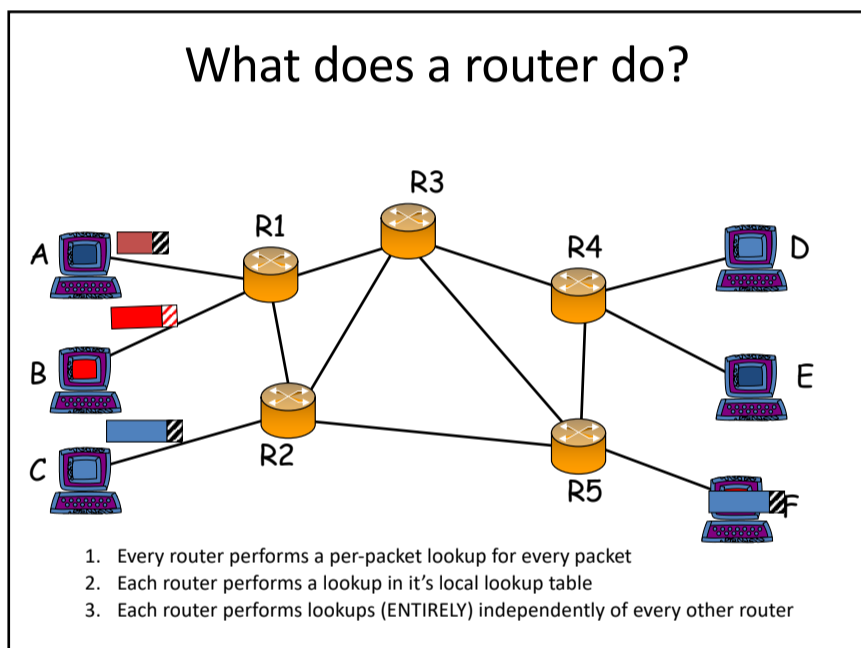 What does a router do?
R3
R1
A
R4
D
B
E
R2
C
R5
F
1. Every router performs a per-packet lookup for every packet
2. Each router performs a lookup in it's local lookup table
3. Each router performs lookups (ENTIRELY) independently of every other router